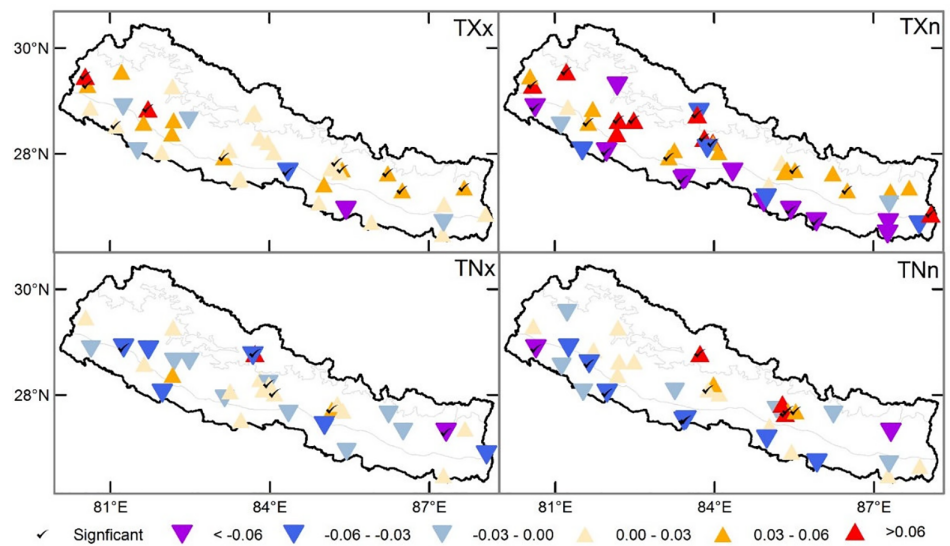 TXx
TXn
30°N
28°N
TNx
TNn
30°N
28°N
81°E 84°E 87°E 81°E 84°E 87°E
Signficant < -0.06 -0.06 - -0.03 -0.03 - 0.00 0.00 - 0.03 0.03 - 0.06 >0.06